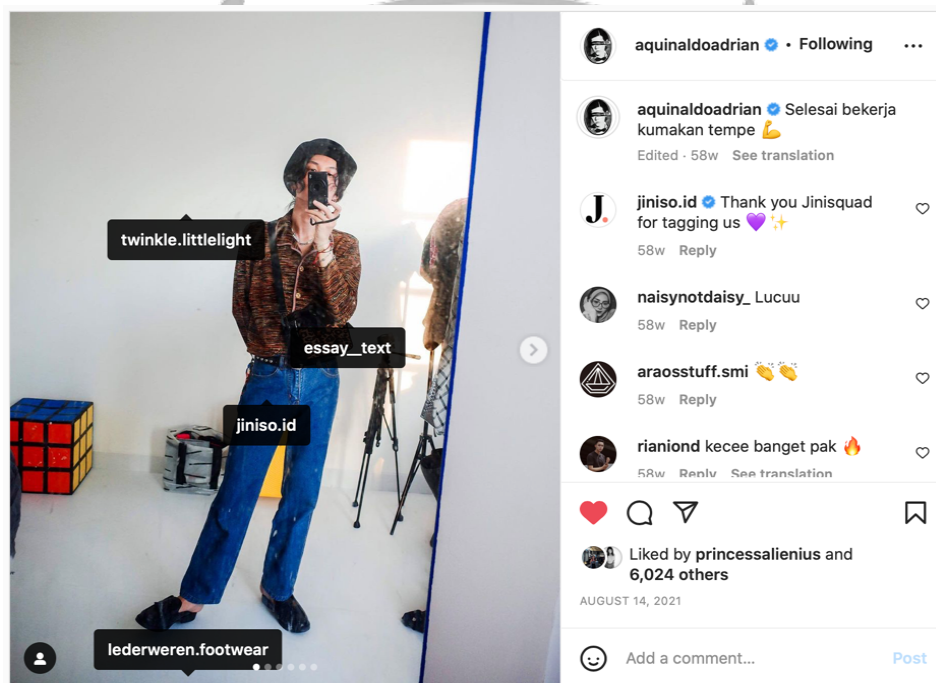 aquinaldoadrian • Following
twinkle.littlelight
essay__text
jiniso.id
lederweren.footwear
aquinaldoadrian Selesai bekerja
kumakan tempe 💪
Edited · 58w See translation
J.
jiniso.id Thank you Jinisquad
for tagging us 💜✨
58w Reply
naisynotdaisy_ Lucuu
58w Reply
araosstuff.smi 👏👏
58w Reply
rianiond kecee banget pak 🔥
58w Reply See translation
Liked by princessalienius and
6,024 others
AUGUST 14, 2021
Add a comment...
Post